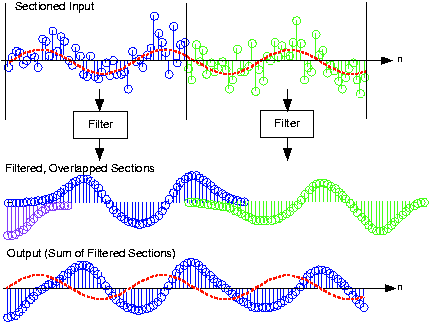 Sectioned Input
n
Filter
Filter
Filtered, Overlapped Sections
Output (Sum of Filtered Sections)
n